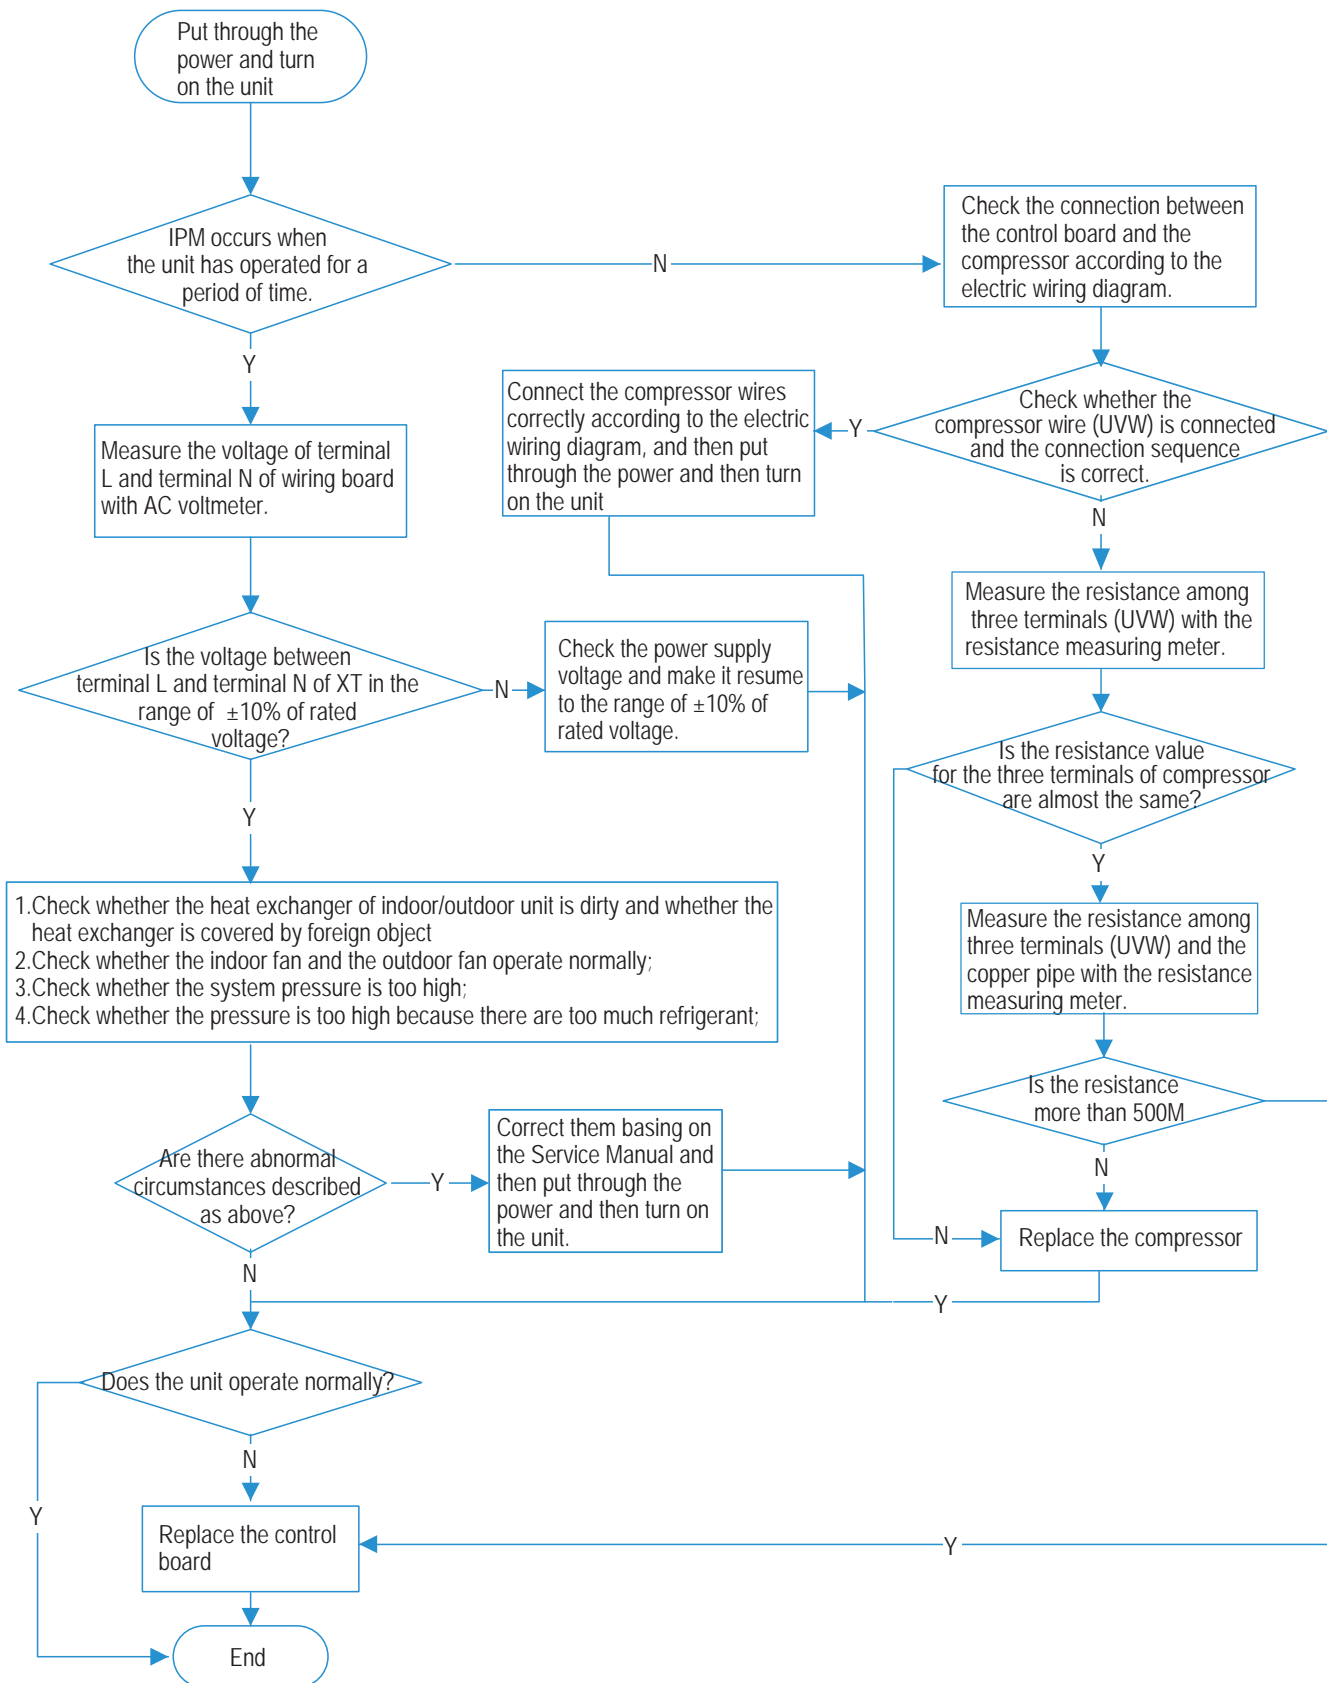 Put through the
power and turn
on the unit
IPM occurs when
the unit has operated for a
period of time.
N
Check the connection between
the control board and the
compressor according to the
electric wiring diagram.
Y
Connect the compressor wires
correctly according to the electric
wiring diagram, and then put
through the power and then turn
on the unit
Y
Check whether the
compressor wire (UVW) is connected
and the connection sequence
is correct.
N
Measure the voltage of terminal
L and terminal N of wiring board
with AC voltmeter.
Measure the resistance among
three terminals (UVW) with the
resistance measuring meter.
Is the voltage between
terminal L and terminal N of XT in the
range of ±10% of rated
voltage?
N
Check the power supply
voltage and make it resume
to the range of ±10% of
rated voltage.
Is the resistance value
for the three terminals of compressor
are almost the same?
Y
Y
Measure the resistance among
three terminals (UVW) and the
copper pipe with the resistance
measuring meter.
1.Check whether the heat exchanger of indoor/outdoor unit is dirty and whether the
heat exchanger is covered by foreign object
2.Check whether the indoor fan and the outdoor fan operate normally;
3.Check whether the system pressure is too high;
4.Check whether the pressure is too high because there are too much refrigerant;
Is the resistance
more than 500M
N
Are there abnormal
circumstances described
as above?
Y
Correct them basing on
the Service Manual and
then put through the
power and then turn on
the unit.
N
Replace the compressor
N
Y
Does the unit operate normally?
N
Y
Replace the control
board
Y
End